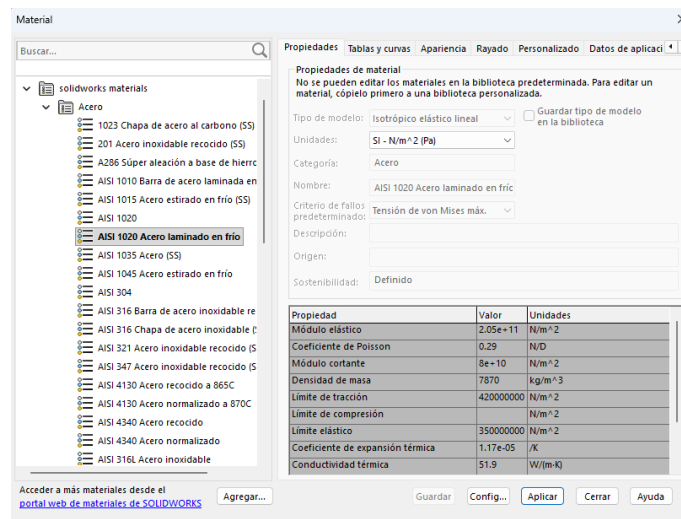 Material
Buscar...
solidworks materials
Acero
1023 Chapa de acero al carbono (SS)
201 Acero inoxidable recocido (SS)
A286 Súper aleación a base de hierro
AISI 1010 Barra de acero laminada en
AISI 1015 Acero estirado en frío (SS)
AISI 1020
AISI 1020 Acero laminado en frío
AISI 1035 Acero (SS)
AISI 1045 Acero estirado en frío
AISI 304
AISI 316 Barra de acero inoxidable re
AISI 316 Chapa de acero inoxidable (
AISI 321 Acero inoxidable recocido (S
AISI 347 Acero inoxidable recocido (S
AISI 4130 Acero recocido a 865C
AISI 4130 Acero normalizado a 870C
AISI 4340 Acero recocido
AISI 4340 Acero normalizado
AISI 316L Acero inoxidable
Acceder a más materiales desde el
portal web de materiales de SOLIDWORKS
Agregar...
Propiedades Tablas y curvas Apariencia Rayado Personalizado Datos de aplicaci
Propiedades de material
No se pueden editar los materiales en la biblioteca predeterminada. Para editar un
material, cópielo primero a una biblioteca personalizada.
Tipo de modelo: Isotrópico elástico lineal
Guardar tipo de modelo
en la biblioteca
Unidades: SI - N/m^2 (Pa)
Categoría: Acero
Nombre: AISI 1020 Acero laminado en fríc
Criterio de fallos
predeterminado: Tensión de von Mises máx.
Descripción:
Origen:
Sostenibilidad: Definido
Propiedad Valor Unidades
Módulo elástico 2.05e+11 N/m^2
Coeficiente de Poisson 0.29 N/D
Módulo cortante 8e+10 N/m^2
Densidad de masa 7870 kg/m^3
Límite de tracción 420000000 N/m^2
Límite de compresión N/m^2
Límite elástico 350000000 N/m^2
Coeficiente de expansión térmica 1.17e-05 /K
Conductividad térmica 51.9 W/(m·K)
Guardar Config... Aplicar Cerrar Ayuda